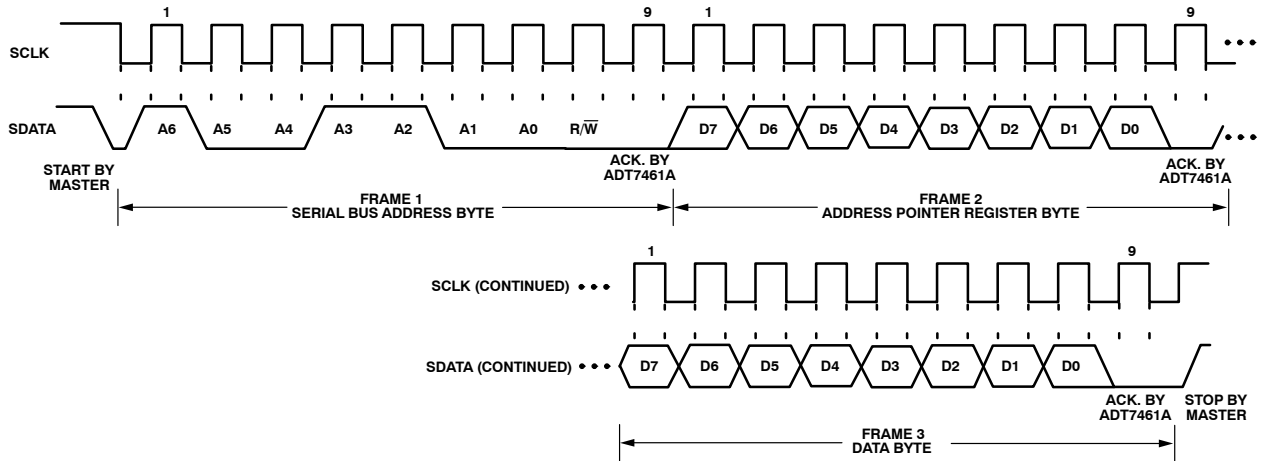 1 9 1 9
SCLK
SDATA A6 A5 A4 A3 A2 A1 A0 R/W̅ D7 D6 D5 D4 D3 D2 D1 D0
START BY
MASTER
ACK. BY
ADT7461A
ACK. BY
ADT7461A
FRAME 1
SERIAL BUS ADDRESS BYTE
FRAME 2
ADDRESS POINTER REGISTER BYTE
1 9
SCLK (CONTINUED)
SDATA (CONTINUED) D7 D6 D5 D4 D3 D2 D1 D0
ACK. BY
ADT7461A
STOP BY
MASTER
FRAME 3
DATA BYTE